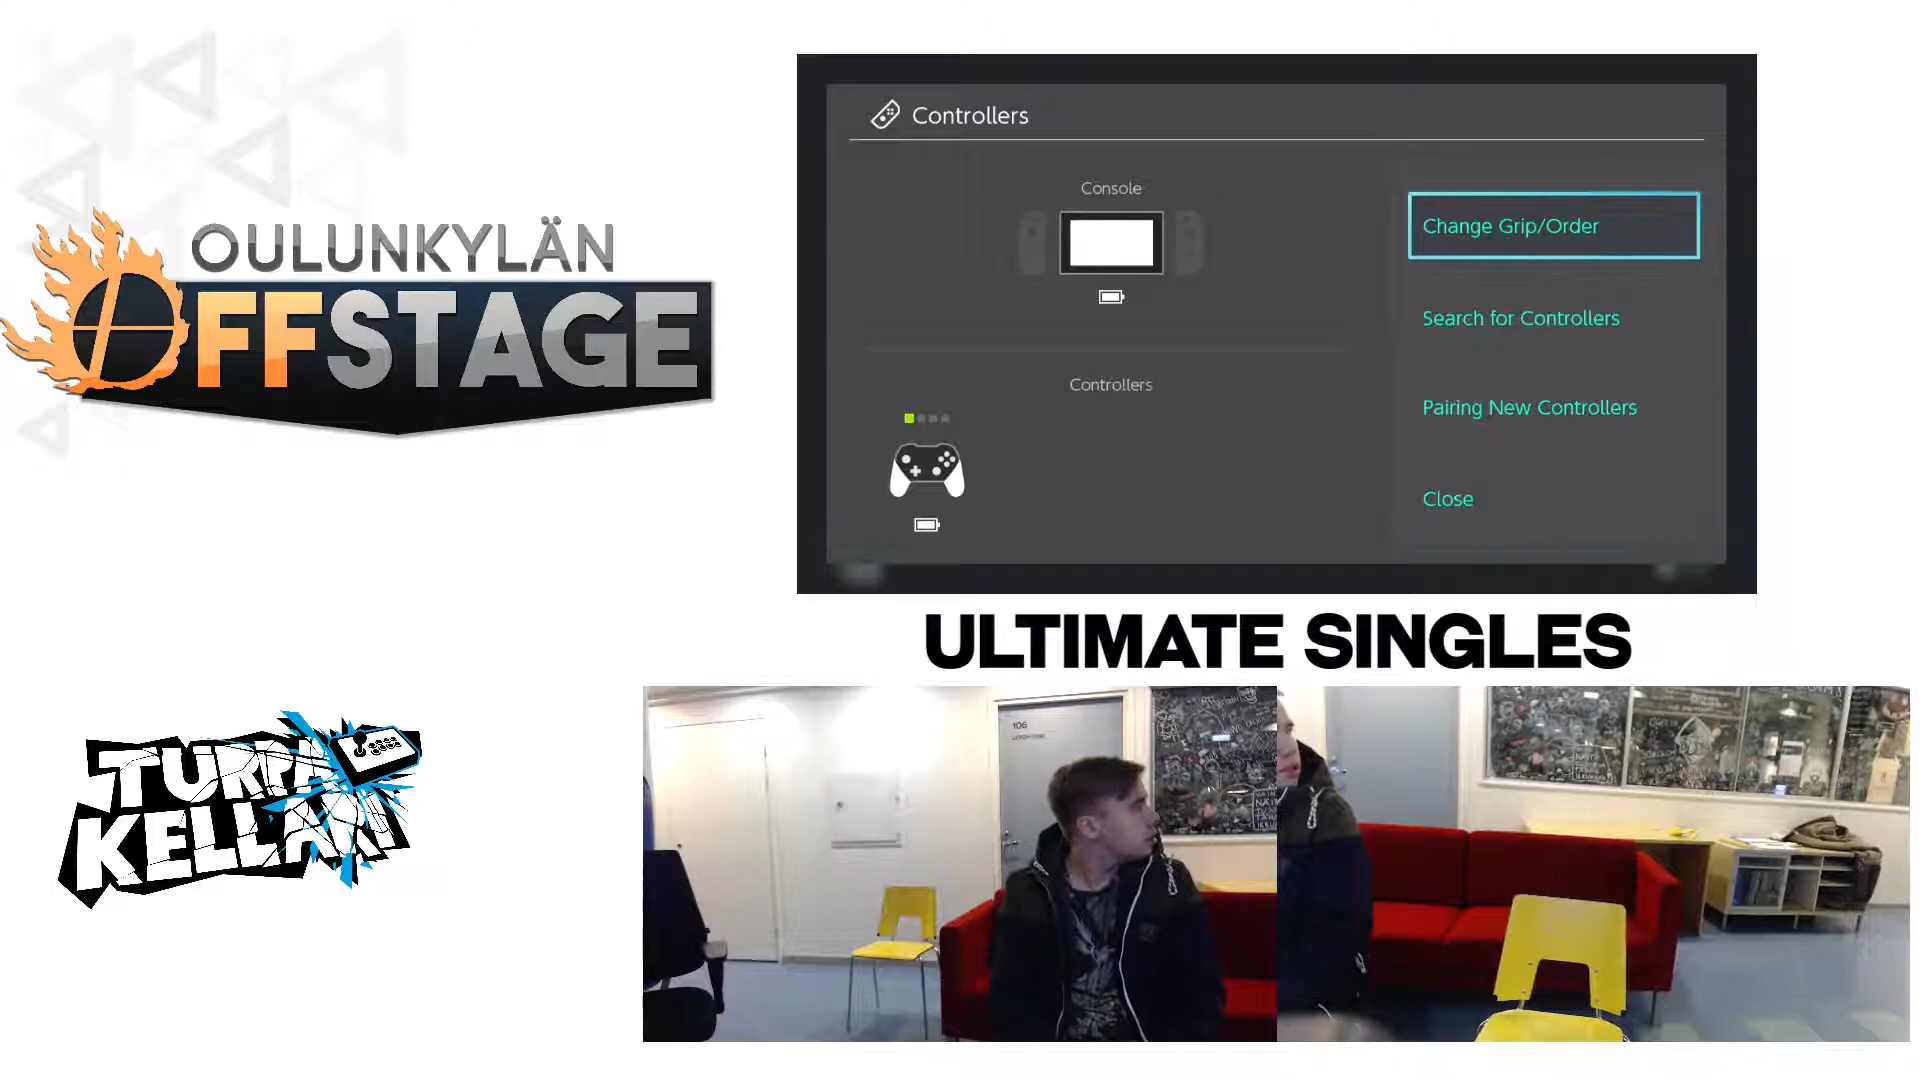 OULUNKYLÄN
OFFSTAGE
Controllers
Console
Change Grip/Order
Search for Controllers
Pairing New Controllers
Close
Controllers
ULTIMATE SINGLES
TURPA
KELLARI
106